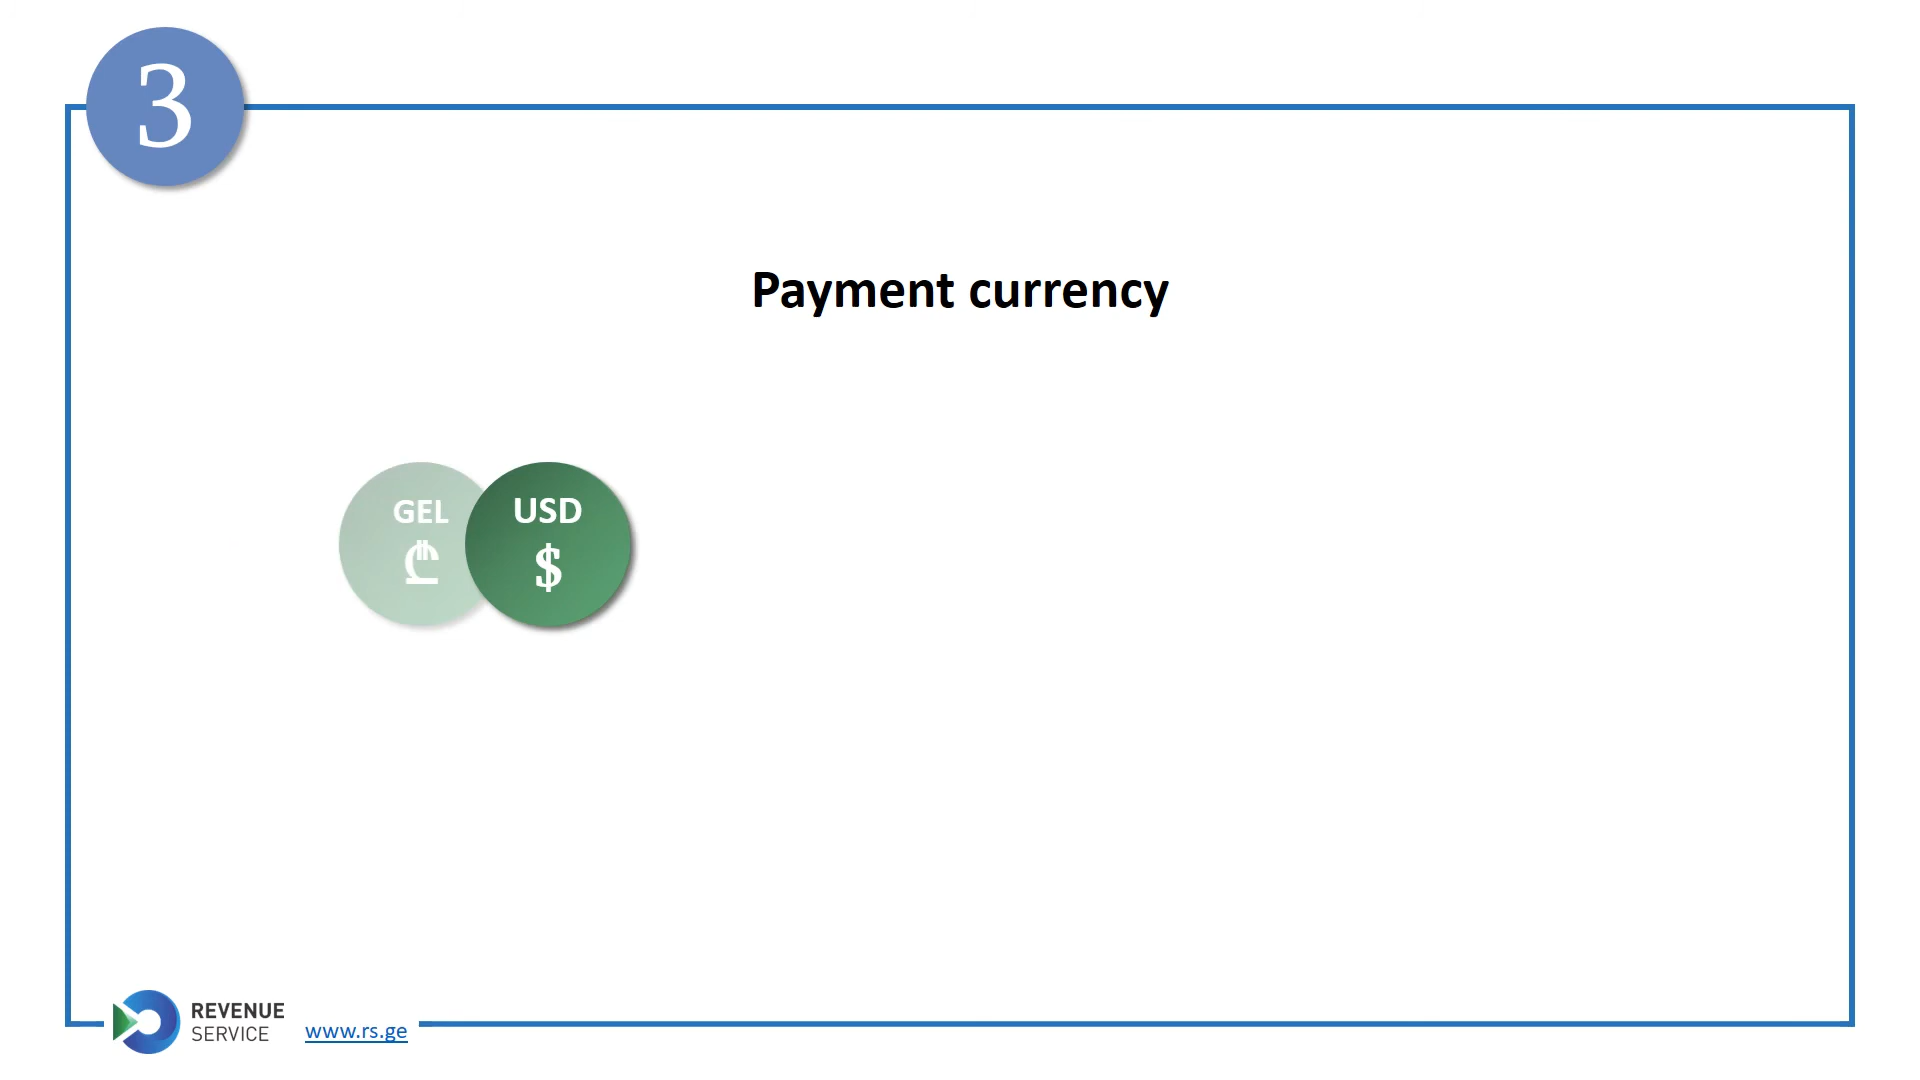 3
Payment currency
GEL
₾
USD
$
REVENUE
SERVICE
www.rs.ge